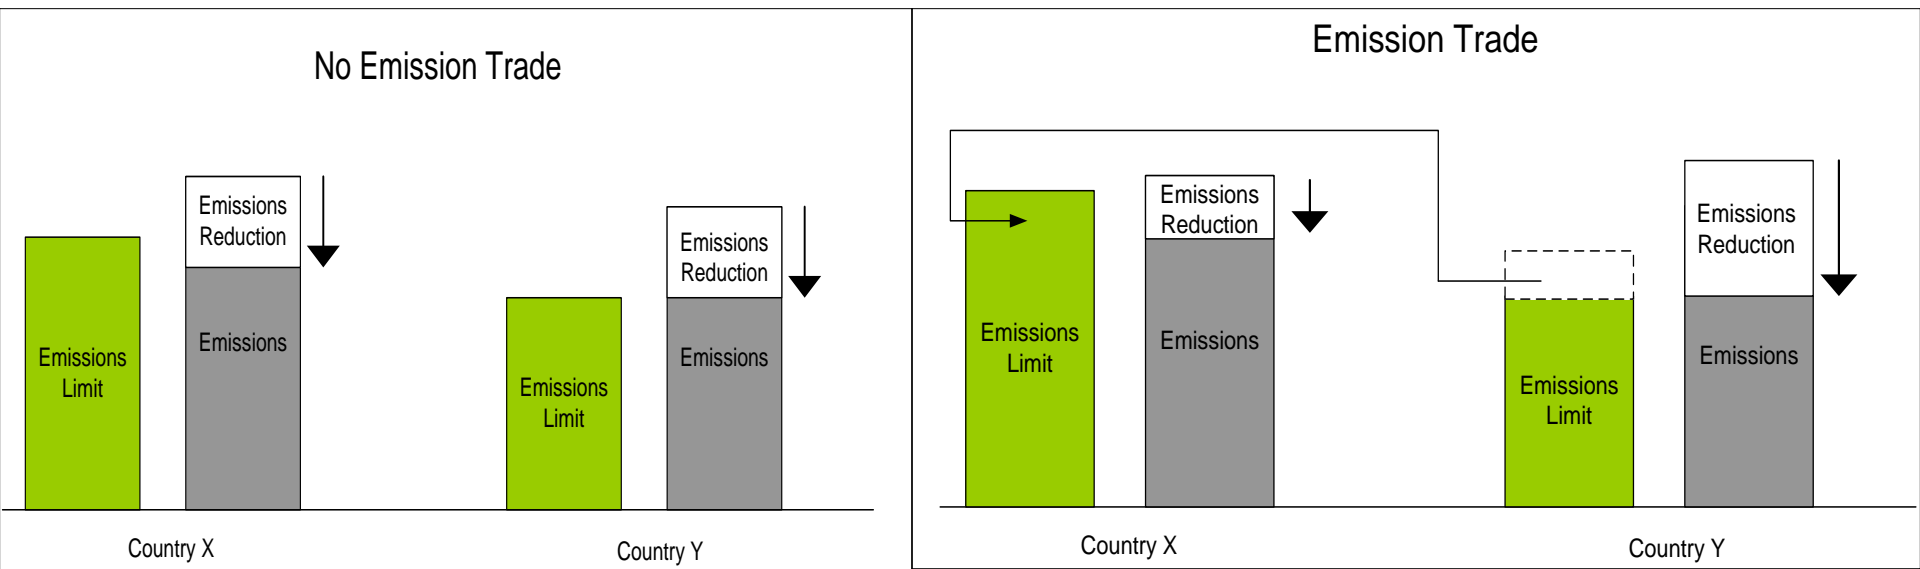 No Emission Trade
Emissions
Reduction
Emissions
Limit
Emissions
Emissions
Reduction
Emissions
Limit
Emissions
Country X
Country Y
Emission Trade
Emissions
Reduction
Emissions
Limit
Emissions
Emissions
Reduction
Emissions
Limit
Emissions
Country X
Country Y